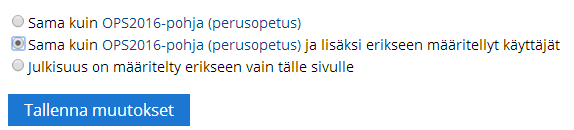 Sama kuin OPS2016-pohja (perusopetus)
Sama kuin OPS2016-pohja (perusopetus) ja lisäksi erikseen määritellyt käyttäjät
Julkisuus on määritelty erikseen vain tälle sivulle
Tallenna muutokset